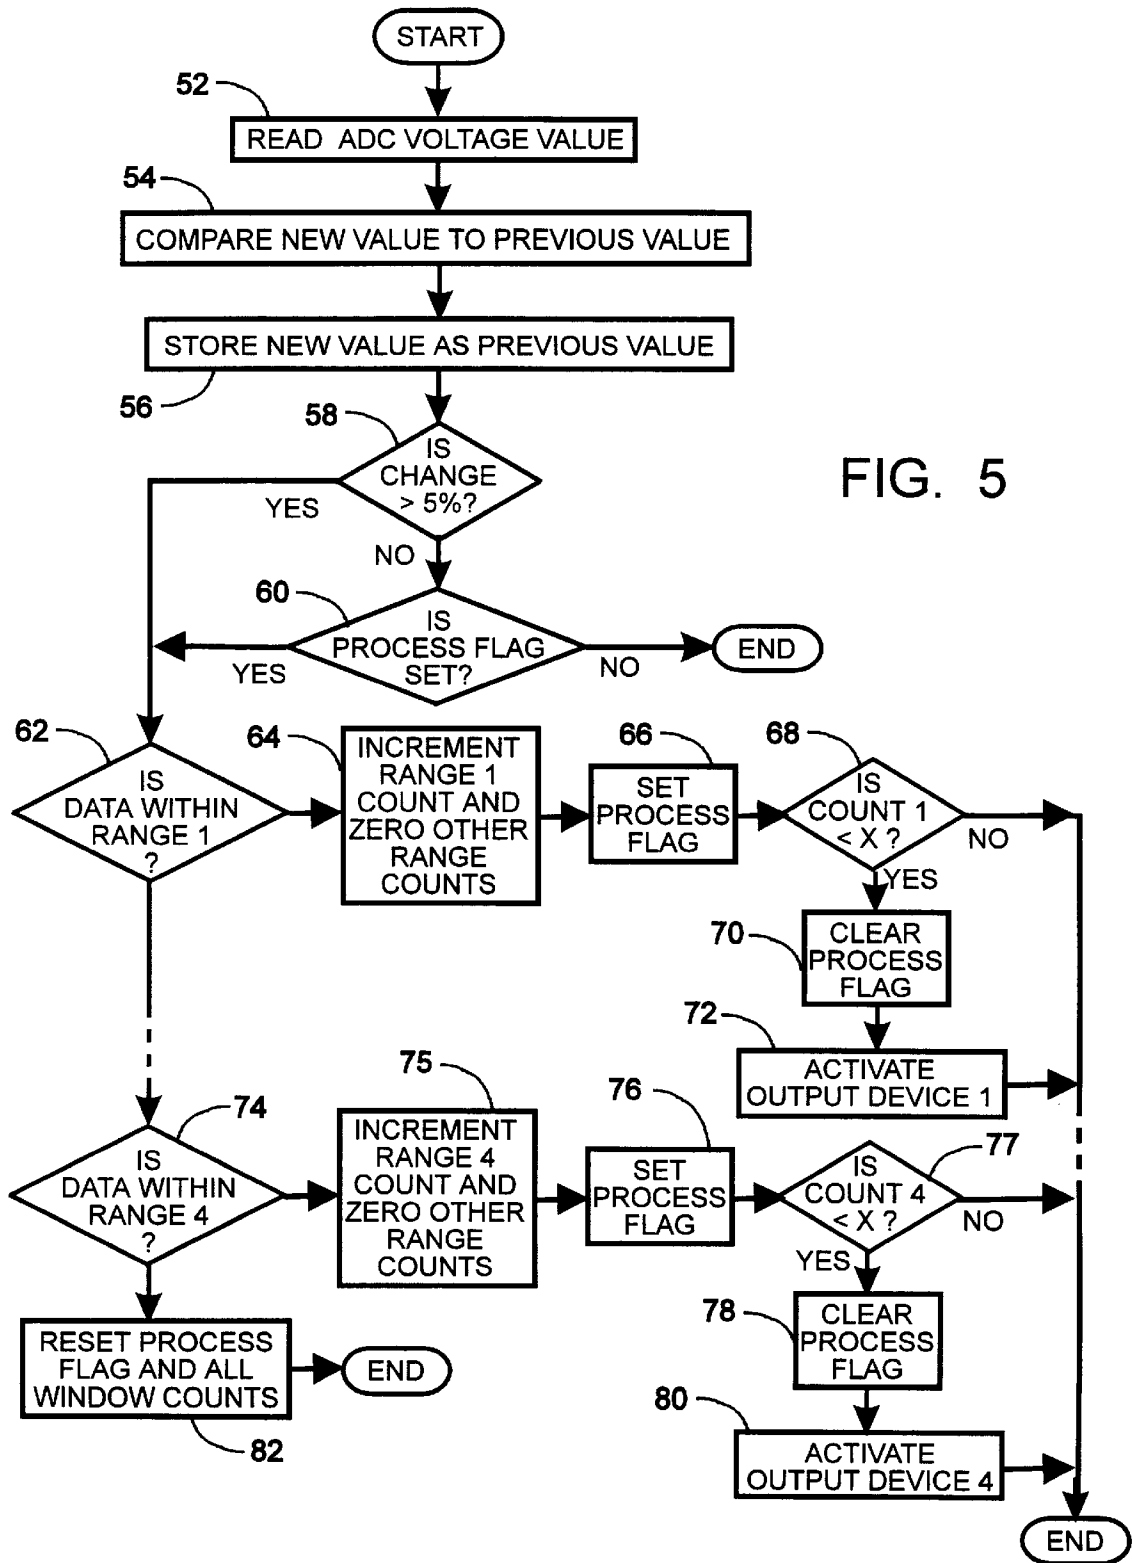 START
52
READ ADC VOLTAGE VALUE
54
COMPARE NEW VALUE TO PREVIOUS VALUE
STORE NEW VALUE AS PREVIOUS VALUE
56
58
IS
CHANGE
> 5%?
YES
NO
FIG. 5
60
IS
PROCESS FLAG
SET?
YES
NO
END
62
IS
DATA WITHIN
RANGE 1
?
64
INCREMENT
RANGE 1
COUNT AND
ZERO OTHER
RANGE
COUNTS
66
SET
PROCESS
FLAG
68
IS
COUNT 1
< X ?
NO
YES
70
CLEAR
PROCESS
FLAG
72
ACTIVATE
OUTPUT DEVICE 1
74
IS
DATA WITHIN
RANGE 4
?
75
INCREMENT
RANGE 4
COUNT AND
ZERO OTHER
RANGE
COUNTS
76
SET
PROCESS
FLAG
77
IS
COUNT 4
< X ?
NO
YES
78
CLEAR
PROCESS
FLAG
80
ACTIVATE
OUTPUT DEVICE 4
RESET PROCESS
FLAG AND ALL
WINDOW COUNTS
82
END
END